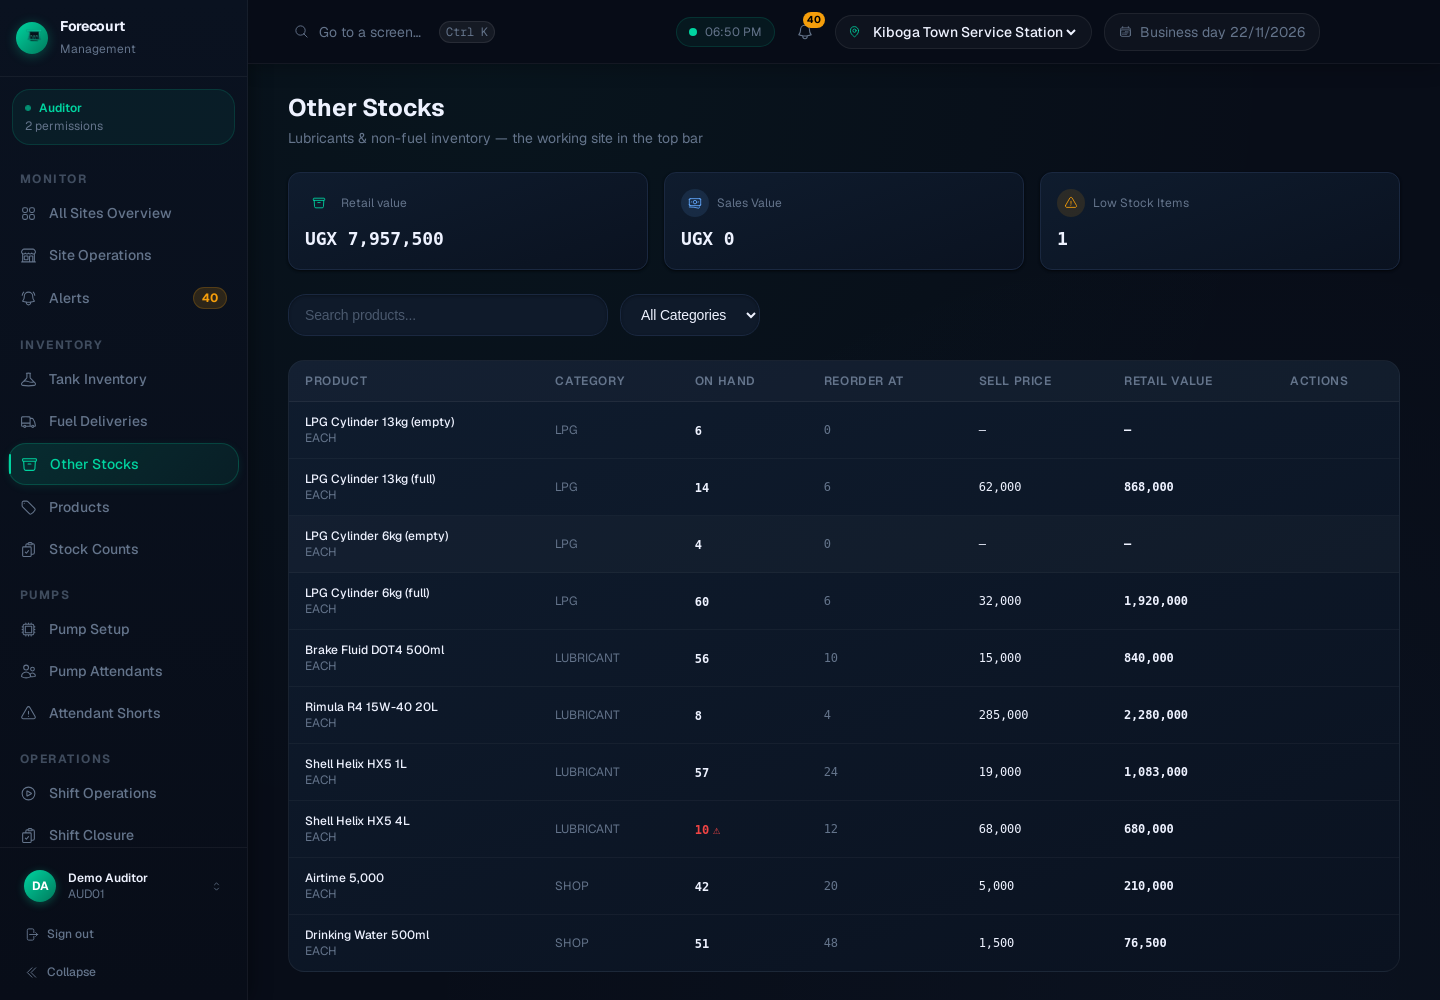 Forecourt
Management
Auditor
2 permissions
MONITOR
All Sites Overview
Site Operations
Alerts 40
INVENTORY
Tank Inventory
Fuel Deliveries
Other Stocks
Products
Stock Counts
PUMPS
Pump Setup
Pump Attendants
Attendant Shorts
OPERATIONS
Shift Operations
Shift Closure
DA Demo Auditor
AUD01
Sign out
Collapse
Go to a screen... Ctrl K 06:50 PM 40 Kiboga Town Service Station Business day 22/11/2026
Other Stocks
Lubricants & non-fuel inventory — the working site in the top bar
Retail value
UGX 7,957,500
Sales Value
UGX 0
Low Stock Items
1
Search products... All Categories
PRODUCT CATEGORY ON HAND REORDER AT SELL PRICE RETAIL VALUE ACTIONS
LPG Cylinder 13kg (empty)
EACH LPG 6 0 — —
LPG Cylinder 13kg (full)
EACH LPG 14 6 62,000 868,000
LPG Cylinder 6kg (empty)
EACH LPG 4 0 — —
LPG Cylinder 6kg (full)
EACH LPG 60 6 32,000 1,920,000
Brake Fluid DOT4 500ml
EACH LUBRICANT 56 10 15,000 840,000
Rimula R4 15W-40 20L
EACH LUBRICANT 8 4 285,000 2,280,000
Shell Helix HX5 1L
EACH LUBRICANT 57 24 19,000 1,083,000
Shell Helix HX5 4L
EACH LUBRICANT 10 ⚠ 12 68,000 680,000
Airtime 5,000
EACH SHOP 42 20 5,000 210,000
Drinking Water 500ml
EACH SHOP 51 48 1,500 76,500